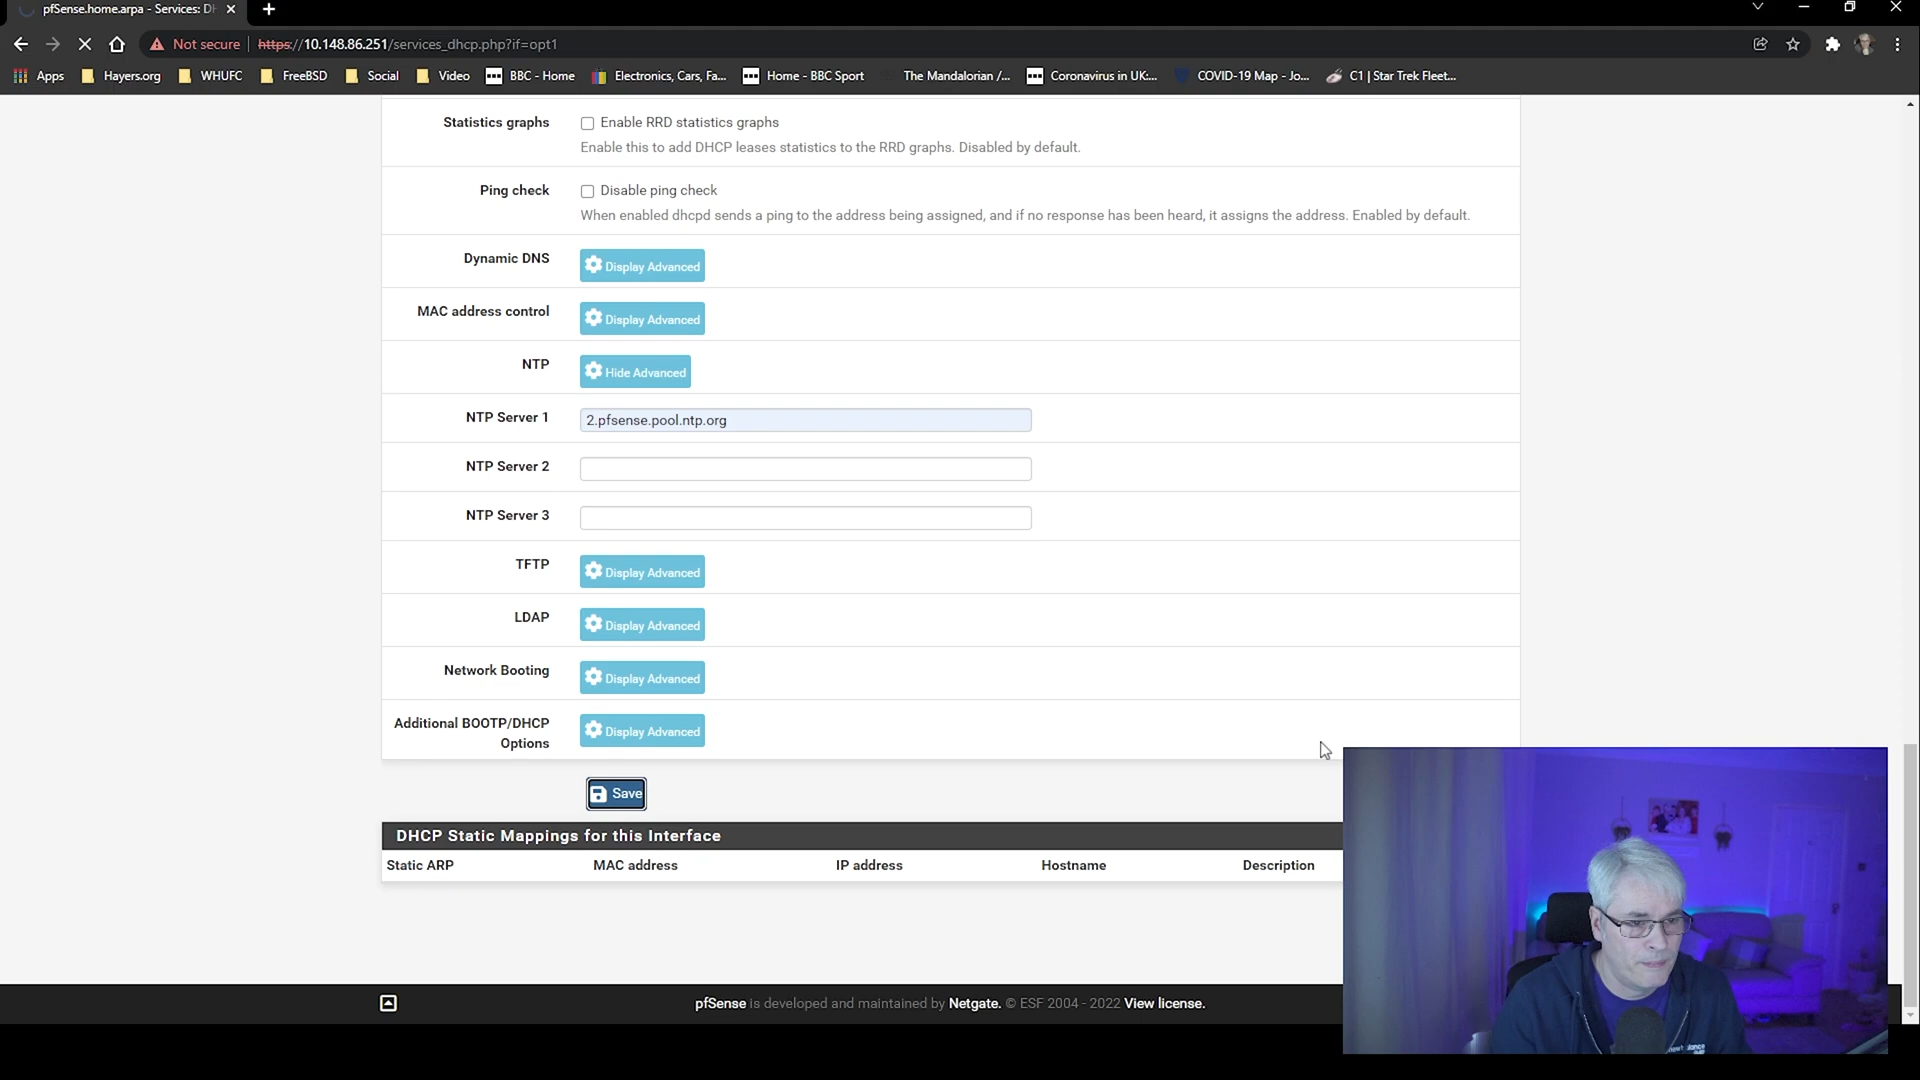 pfSense.home.arpa - Services: DH
Not secure https://10.148.86.251/services_dhcp.php?if=opt1
Apps Hayers.org WHUFC FreeBSD Social Video BBC - Home Electronics, Cars, Fa... Home - BBC Sport The Mandalorian /... Coronavirus in UK:... COVID-19 Map - Jo... C1 | Star Trek Fleet...
Statistics graphs Enable RRD statistics graphs
Enable this to add DHCP leases statistics to the RRD graphs. Disabled by default.
Ping check Disable ping check
When enabled dhcpd sends a ping to the address being assigned, and if no response has been heard, it assigns the address. Enabled by default.
Dynamic DNS Display Advanced
MAC address control Display Advanced
NTP Hide Advanced
NTP Server 1 2.pfsense.pool.ntp.org
NTP Server 2
NTP Server 3
TFTP Display Advanced
LDAP Display Advanced
Network Booting Display Advanced
Additional BOOTP/DHCP Options Display Advanced
Save
DHCP Static Mappings for this Interface
Static ARP MAC address IP address Hostname Description
pfSense is developed and maintained by Netgate. © ESF 2004 - 2022 View license.